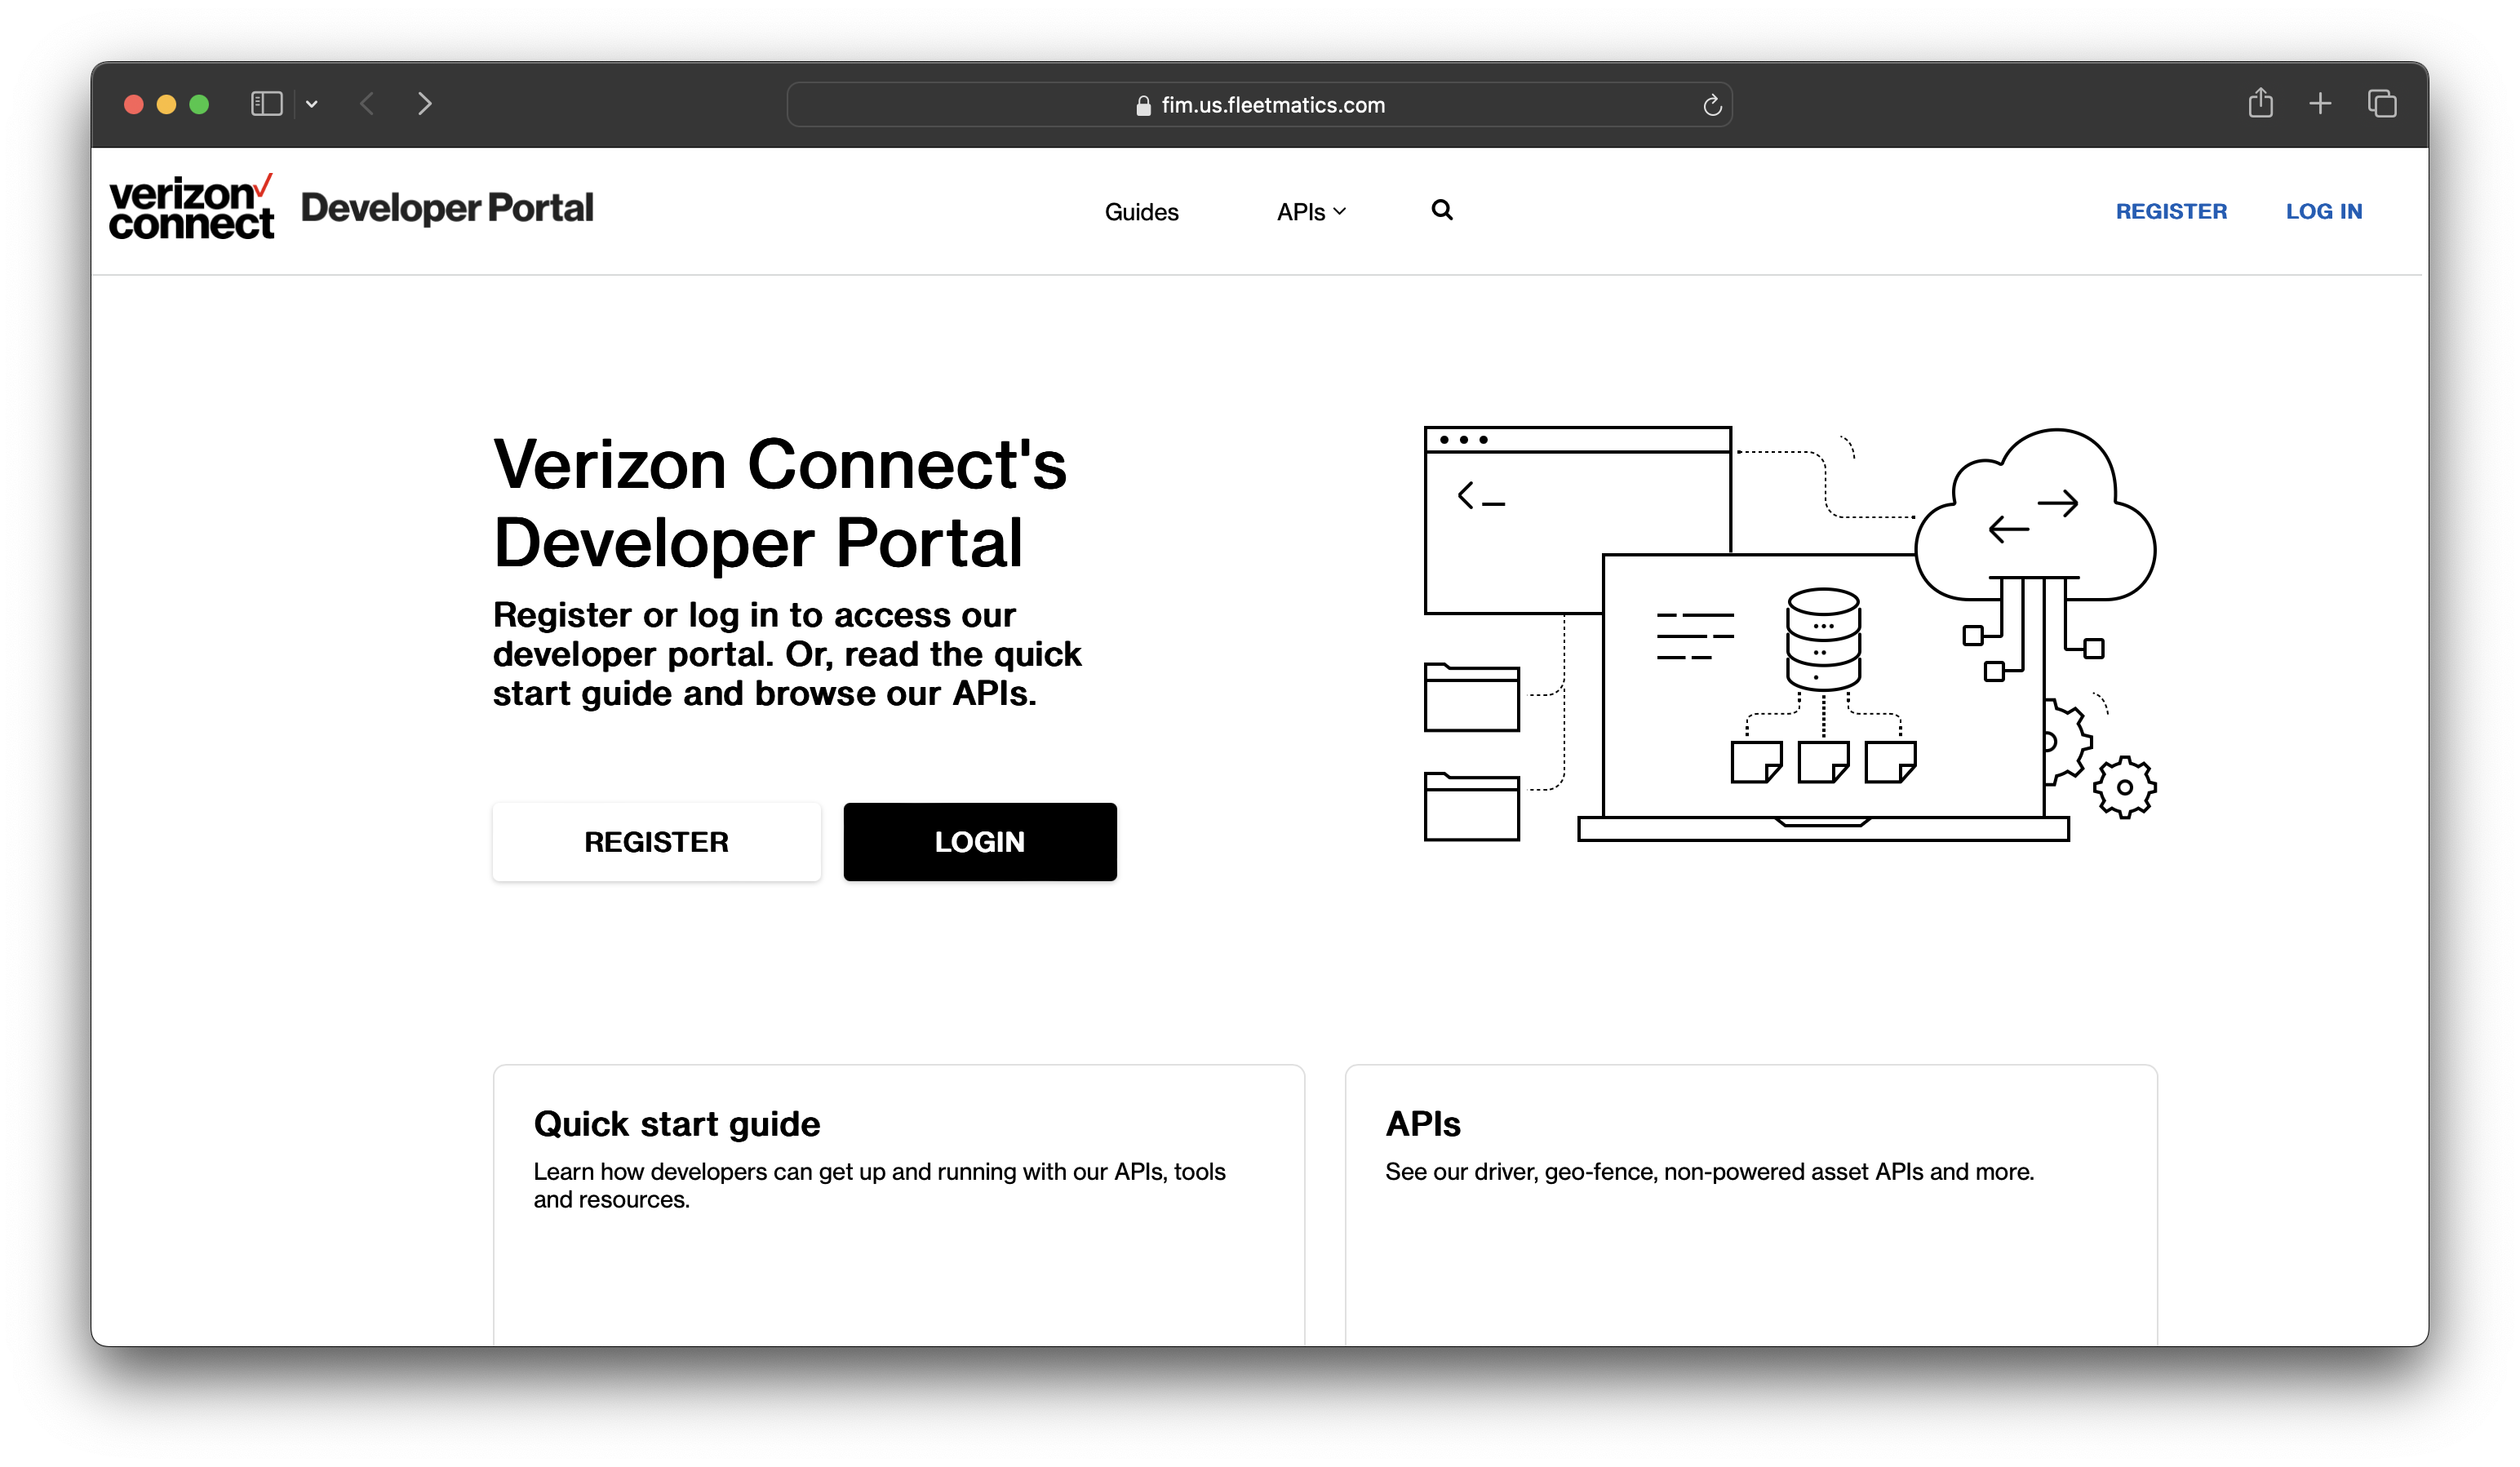 fim.us.fleetmatics.com
verizon
connect
Developer Portal
Guides
APIs
REGISTER
LOG IN
Verizon Connect's
Developer Portal
Register or log in to access our
developer portal. Or, read the quick
start guide and browse our APIs.
REGISTER
LOGIN
Quick start guide
Learn how developers can get up and running with our APIs, tools
and resources.
APIs
See our driver, geo-fence, non-powered asset APIs and more.